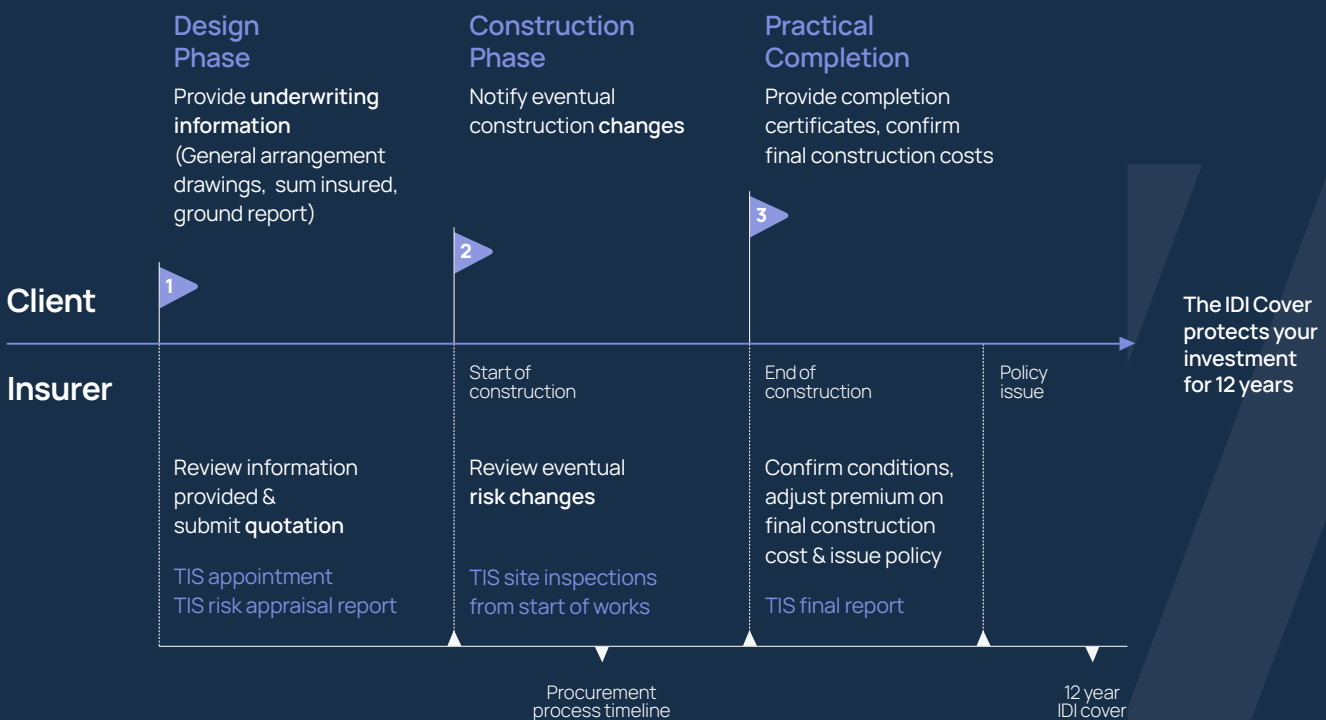 Design
Phase
Provide underwriting
information
(General arrangement
drawings, sum insured,
ground report)
Construction
Phase
Notify eventual
construction changes
Practical
Completion
Provide completion
certificates, confirm
final construction costs
1
2
3
Client
Insurer
The IDI Cover
protects your
investment
for 12 years
Start of
construction
End of
construction
Policy
issue
Review information
provided &
submit quotation
TIS appointment
TIS risk appraisal report
Review eventual
risk changes
TIS site inspections
from start of works
Confirm conditions,
adjust premium on
final construction
cost & issue policy
TIS final report
Procurement
process timeline
12 year
IDI cover